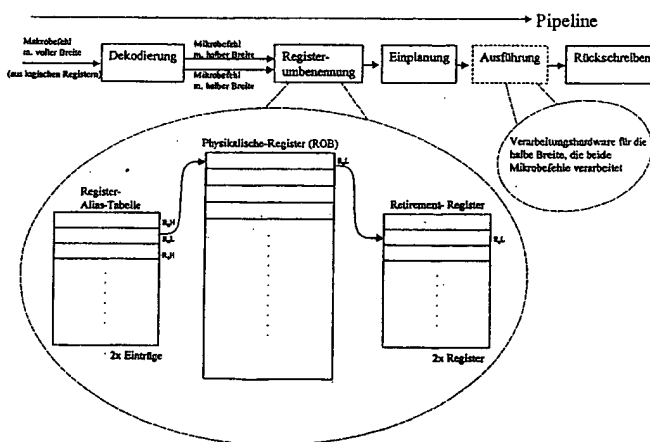 Pipeline
Makrobefehl
m. voller Breite
(aus logischen Registern)
Dekodierung
Mikrobefehl
m. halber Breite
Mikrobefehl
m. halber Breite
Register-
umbenennung
Einplanung
Ausführung
Rückschreiben
Verarbeitungshardware für die
halbe Breite, die beide
Mikrobefehle verarbeitet
Physikalische-Register (ROB)
Register-
Alias-Tabelle
Retirement- Register
2x Einträge
2x Register